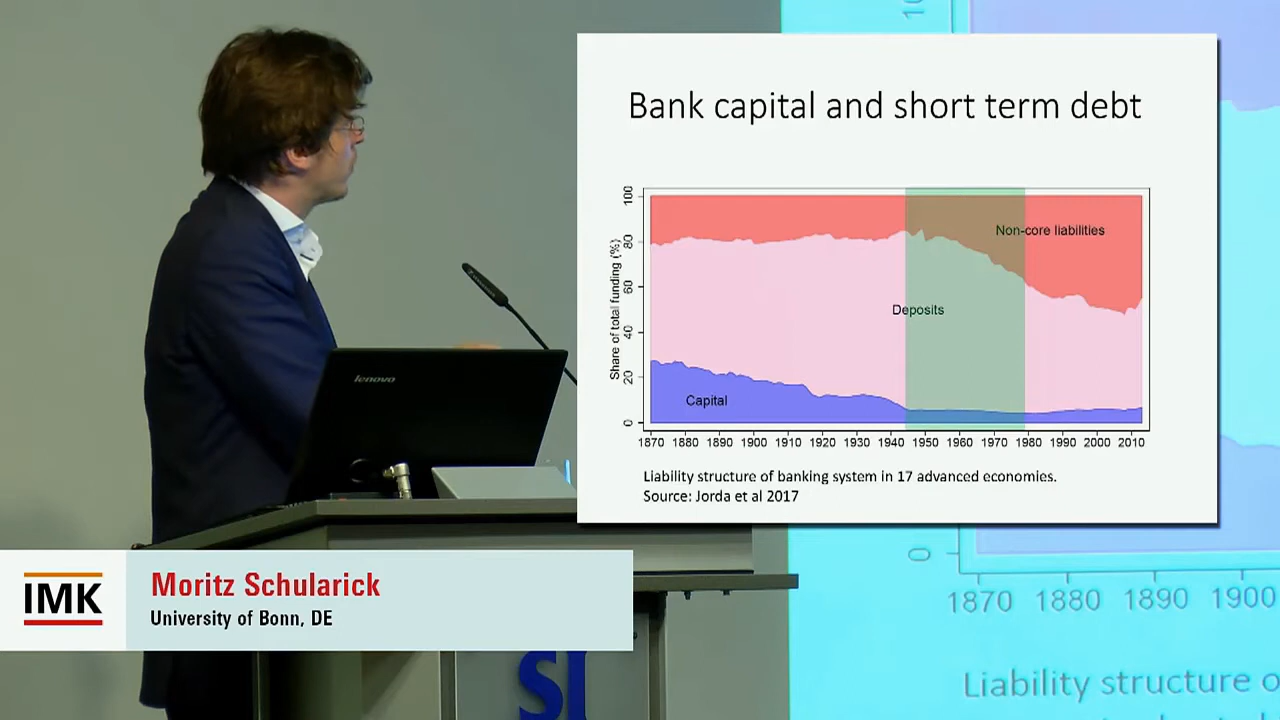 Bank capital and short term debt
Share of total funding (%)
100
80
60
40
20
0
Non-core liabilities
Deposits
Capital
1870 1880 1890 1900 1910 1920 1930 1940 1950 1960 1970 1980 1990 2000 2010
Liability structure of banking system in 17 advanced economies.
Source: Jorda et al 2017
lenovo
IMK
Moritz Schularick
University of Bonn, DE
0
1870 1880 1890 1900
Liability structure o